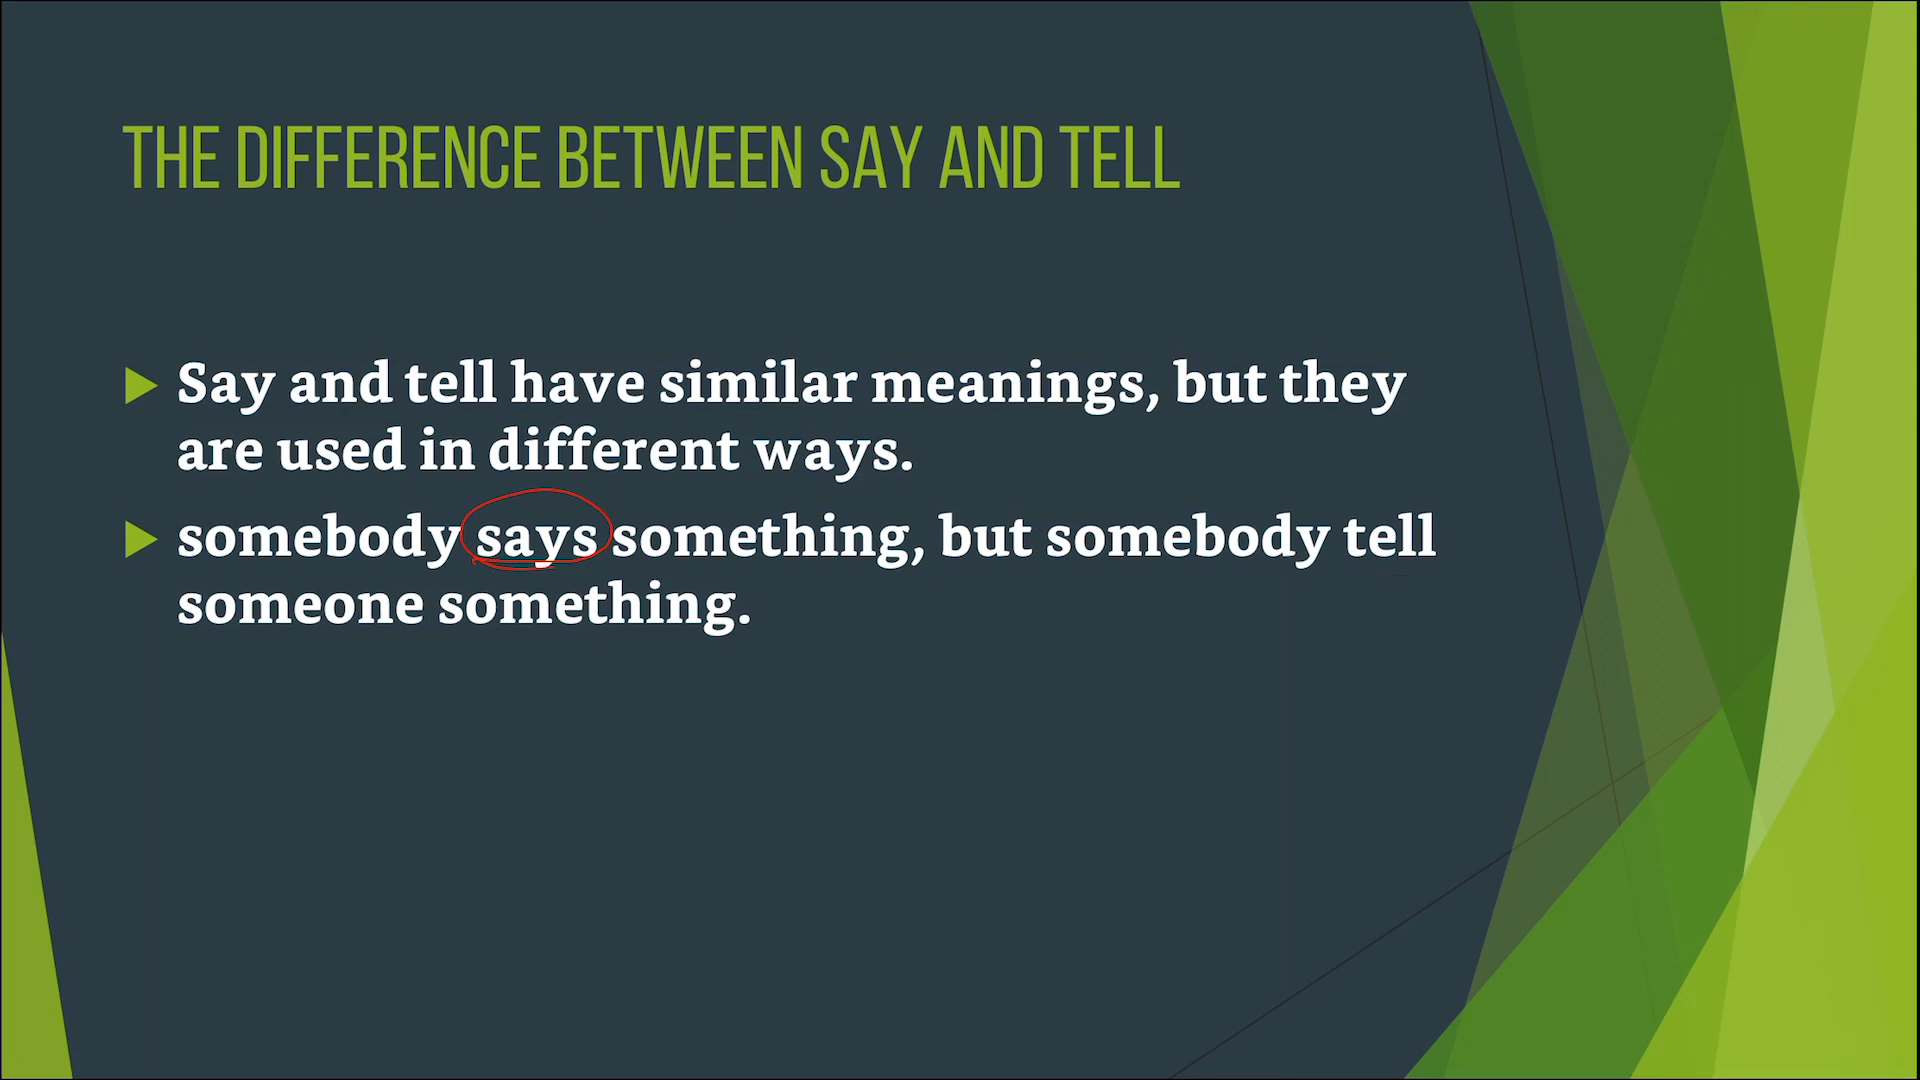 THE DIFFERENCE BETWEEN SAY AND TELL
Say and tell have similar meanings, but they
are used in different ways.
somebody says something, but somebody tell
someone something.